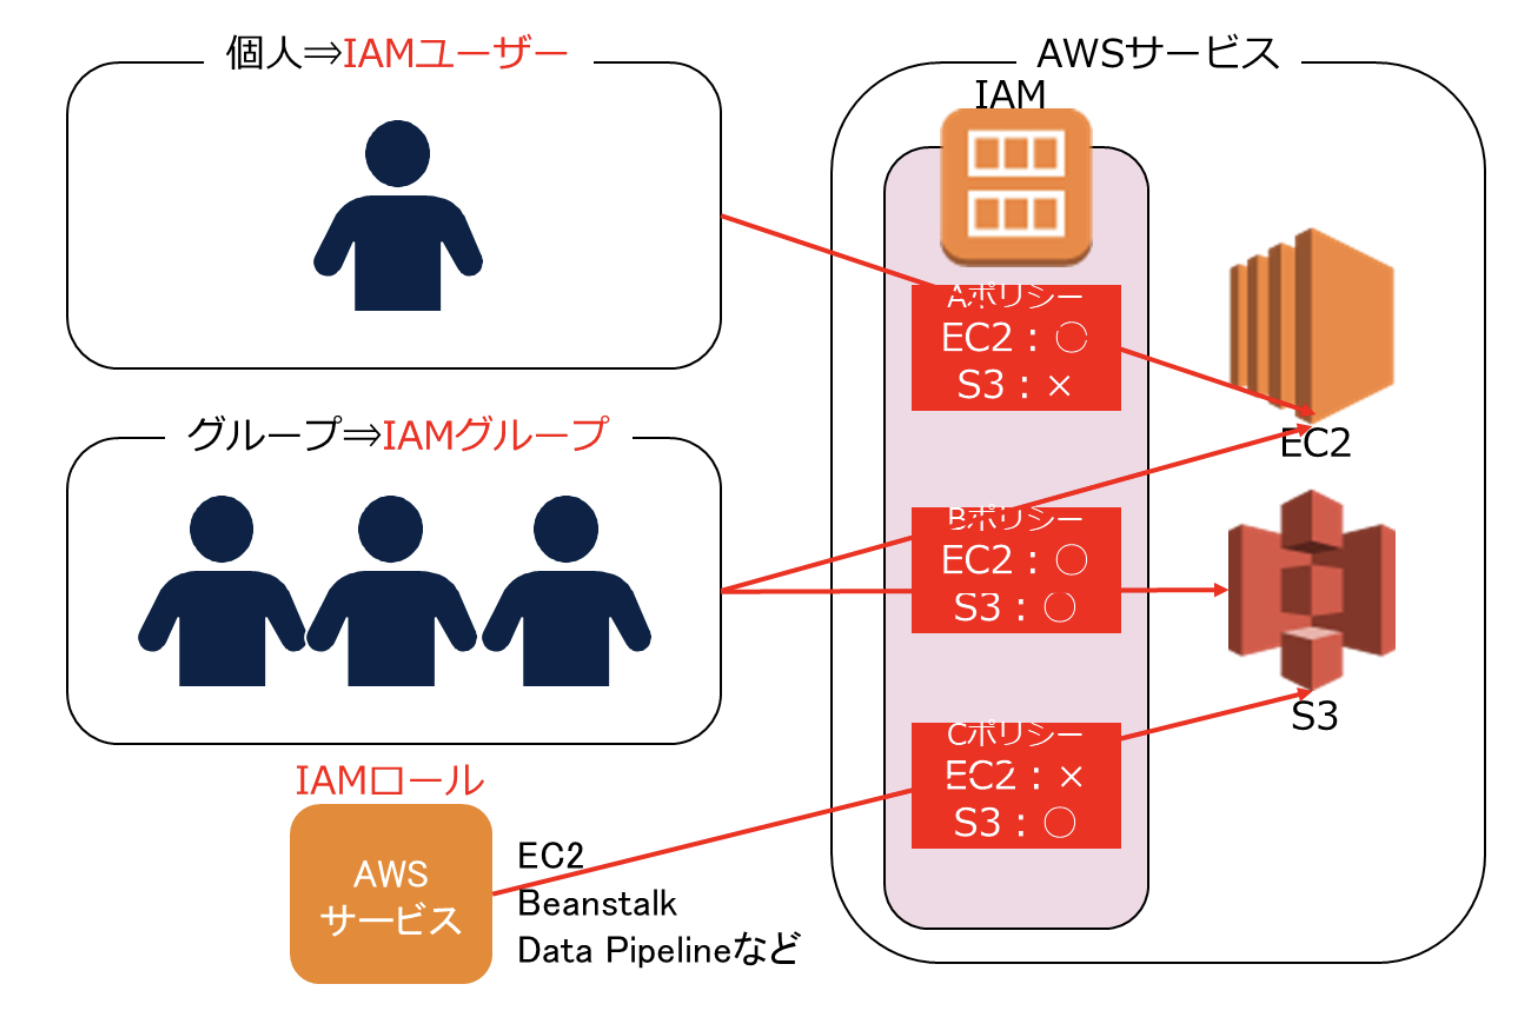 個人⇒IAMユーザー
グループ⇒IAMグループ
IAMロール
AWS
サービス
EC2
Beanstalk
Data Pipelineなど
AWSサービス
IAM
Aポリシー
EC2：○
S3：×
Bポリシー
EC2：○
S3：○
Cポリシー
EC2：×
S3：○
EC2
S3